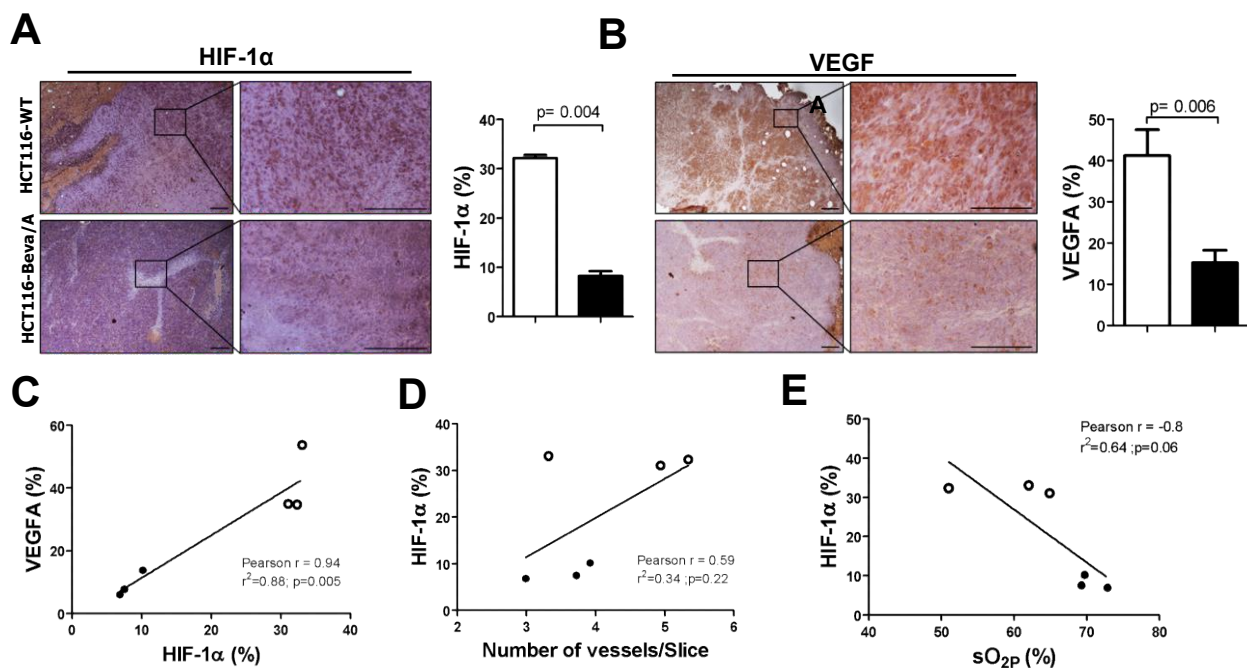 A
HIF-1α
HCT116-WT
HCT116-Beva/A
HIF-1α (%)
40
30
20
10
0
p= 0.004
B
VEGF
A
VEGFA (%)
50
40
30
20
10
0
p= 0.006
C
VEGFA (%)
60
40
20
0
0 10 20 30 40
HIF-1α (%)
Pearson r = 0.94
r²=0.88; p=0.005
D
HIF-1α (%)
40
30
20
10
0
2 3 4 5 6
Number of vessels/Slice
Pearson r = 0.59
r²=0.34 ;p=0.22
E
HIF-1α (%)
50
40
30
20
10
0
40 50 60 70 80
sO₂P (%)
Pearson r = -0.8
r²=0.64 ;p=0.06